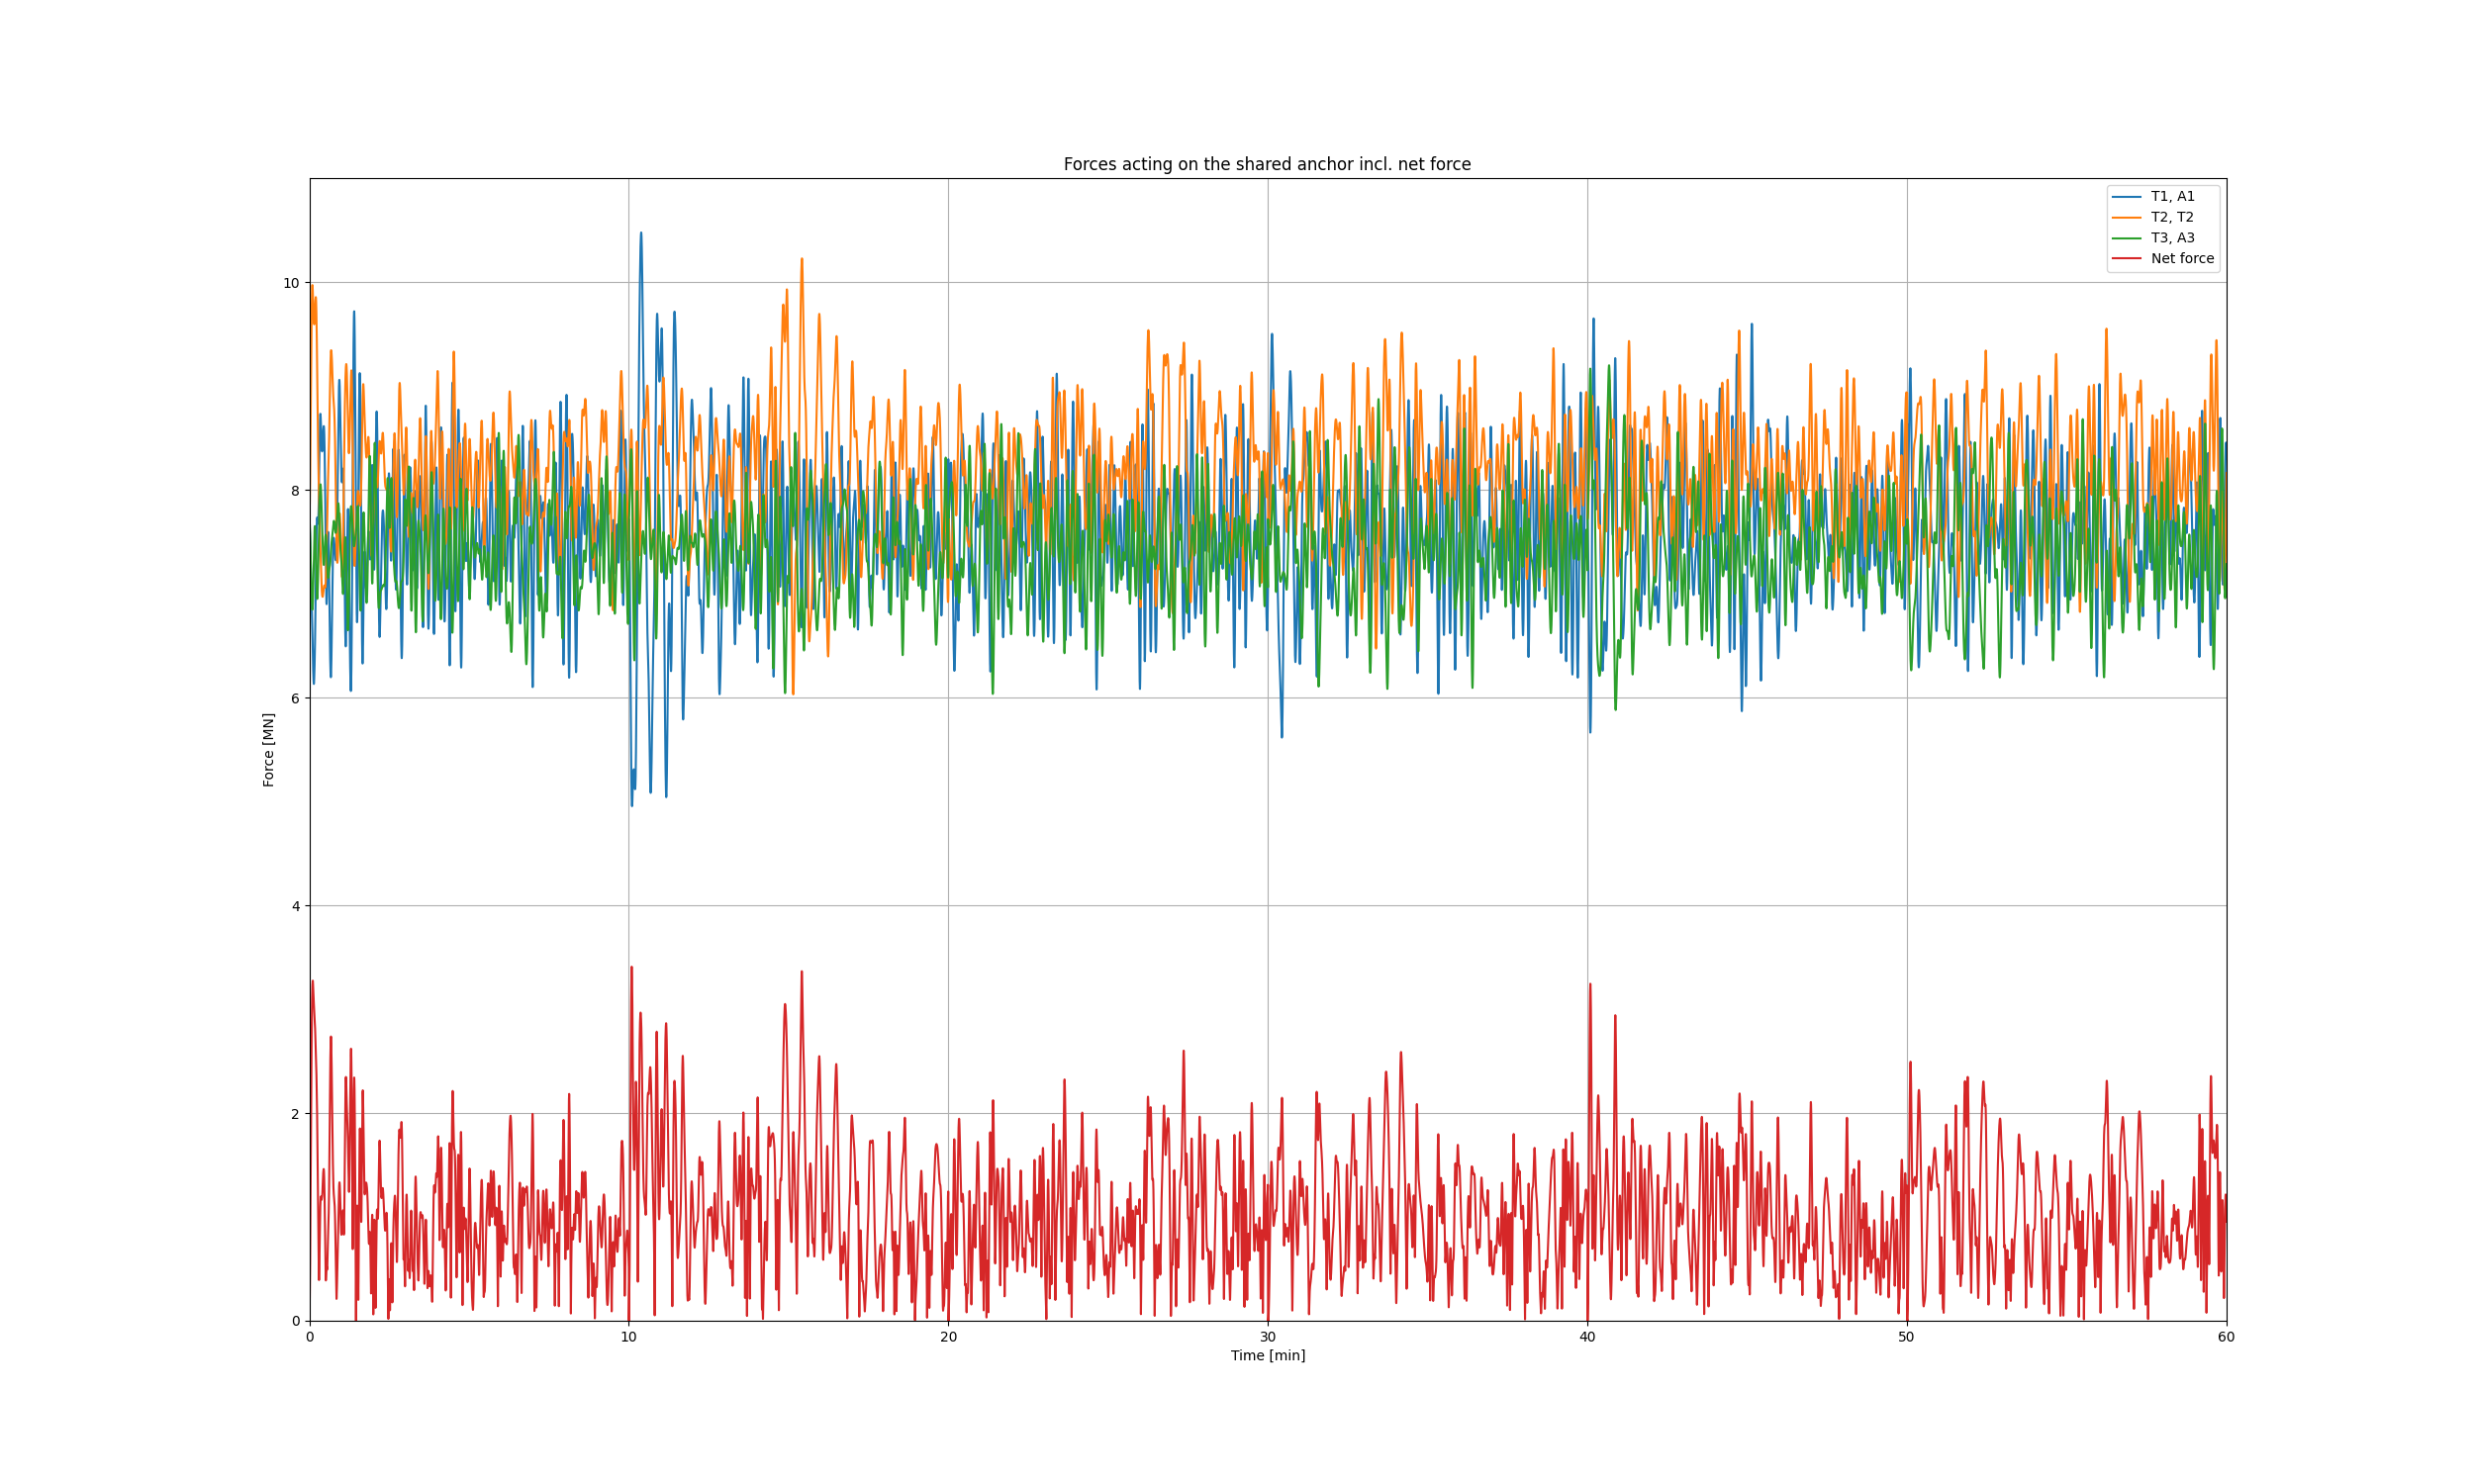 Forces acting on the shared anchor incl. net force
T1, A1
T2, T2
T3, A3
Net force
10
8
6
4
2
0
Force [MN]
0 10 20 30 40 50 60
Time [min]